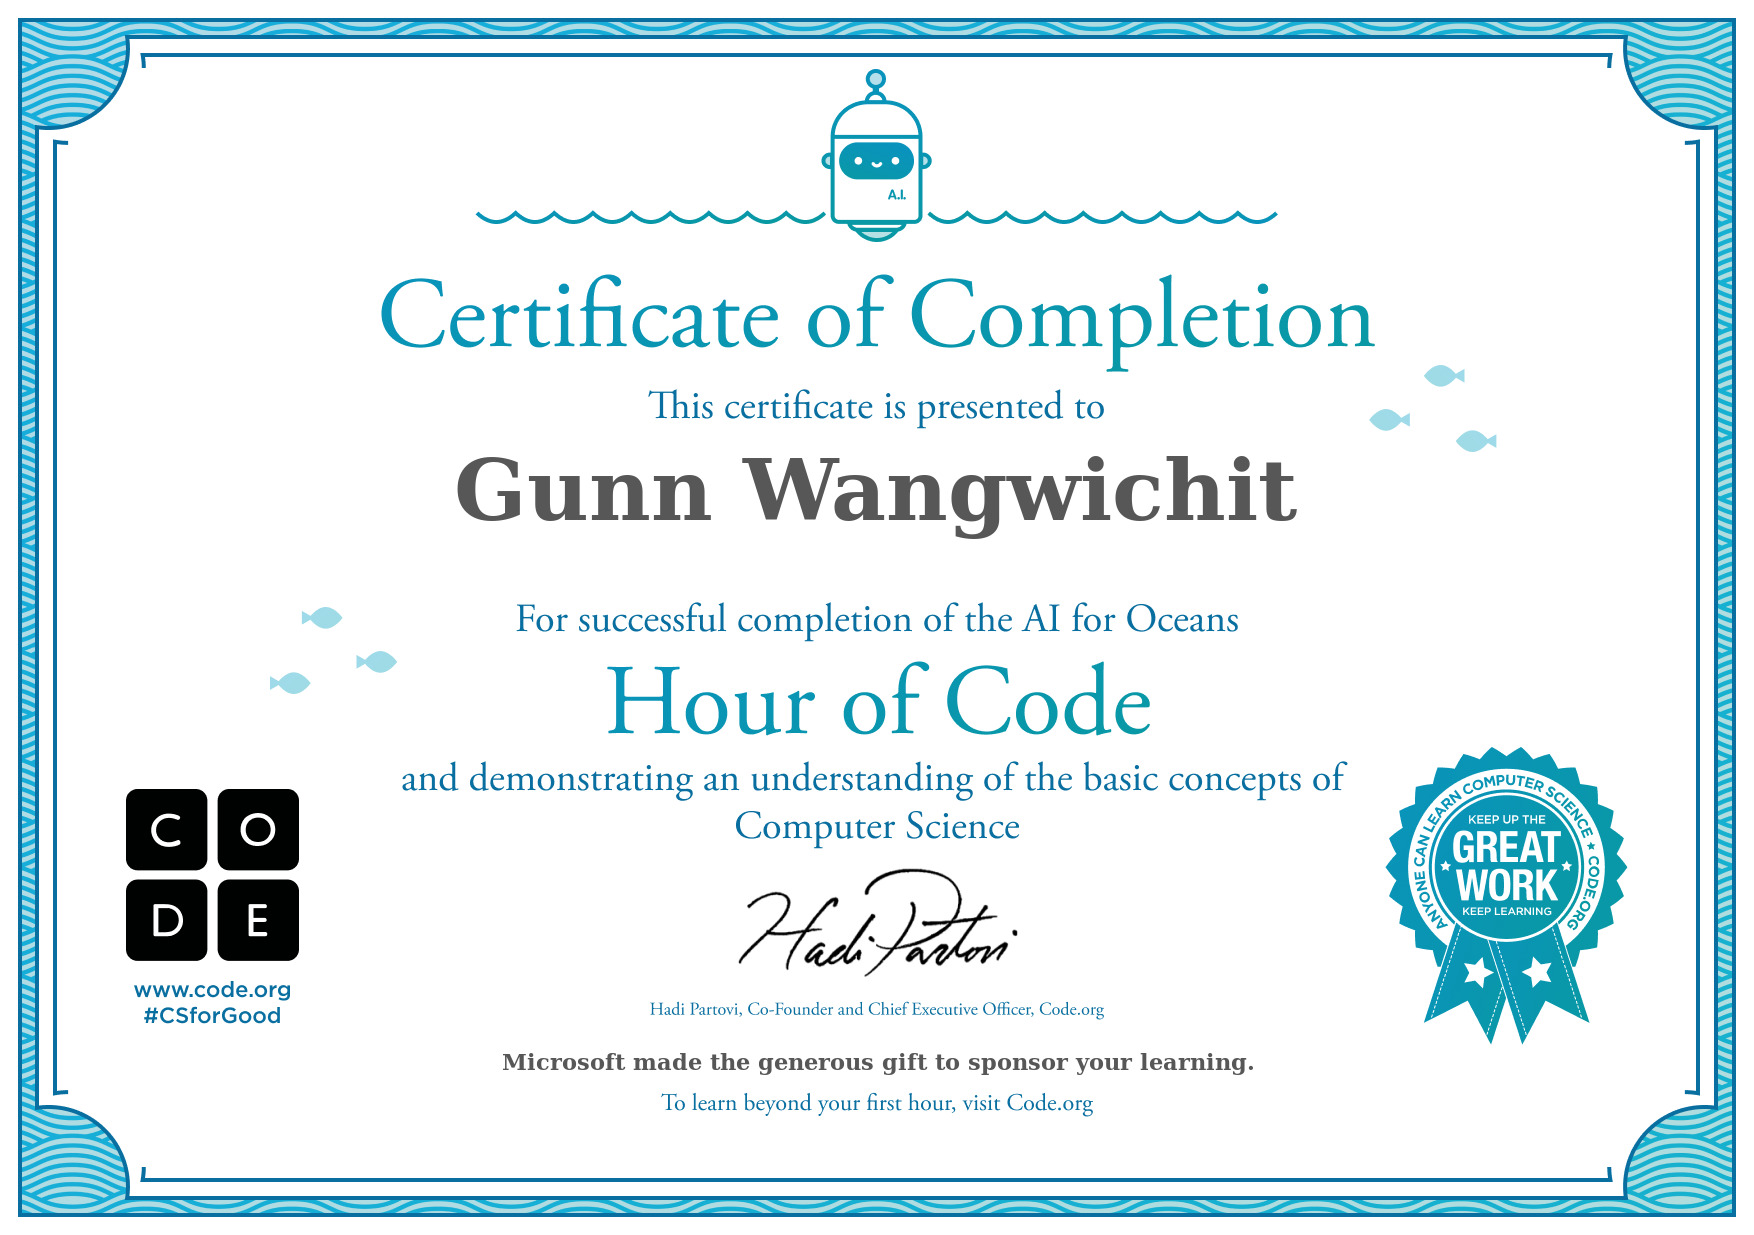 A.I.
Certificate of Completion
This certificate is presented to
Gunn Wangwichit
For successful completion of the AI for Oceans
Hour of Code
and demonstrating an understanding of the basic concepts of
Computer Science
C O
D E
www.code.org
#CSforGood
Hadi Partovi
Hadi Partovi, Co-Founder and Chief Executive Officer, Code.org
Microsoft made the generous gift to sponsor your learning.
To learn beyond your first hour, visit Code.org
ANYONE CAN LEARN COMPUTER SCIENCE ★ CODE.ORG
KEEP UP THE
GREAT
WORK
KEEP LEARNING